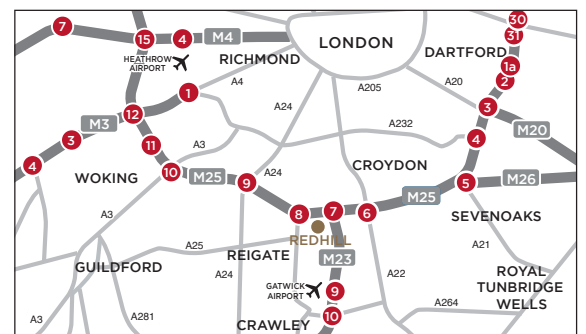 30
7
31
15
4
M4
LONDON
DARTFORD
HEATHROW
AIRPORT
RICHMOND
1a
A4
A205
A20
2
1
A24
3
12
M3
A232
M20
3
11
A3
4
4
10
M25
A24
CROYDON
WOKING
9
M25
5
M26
A3
8
7
6
SEVENOAKS
REDHILL
A25
REIGATE
A21
GUILDFORD
M23
ROYAL
TUNBRIDGE
WELLS
A24
A22
GATWICK
AIRPORT
9
A264
A3
A281
10
CRAWLEY